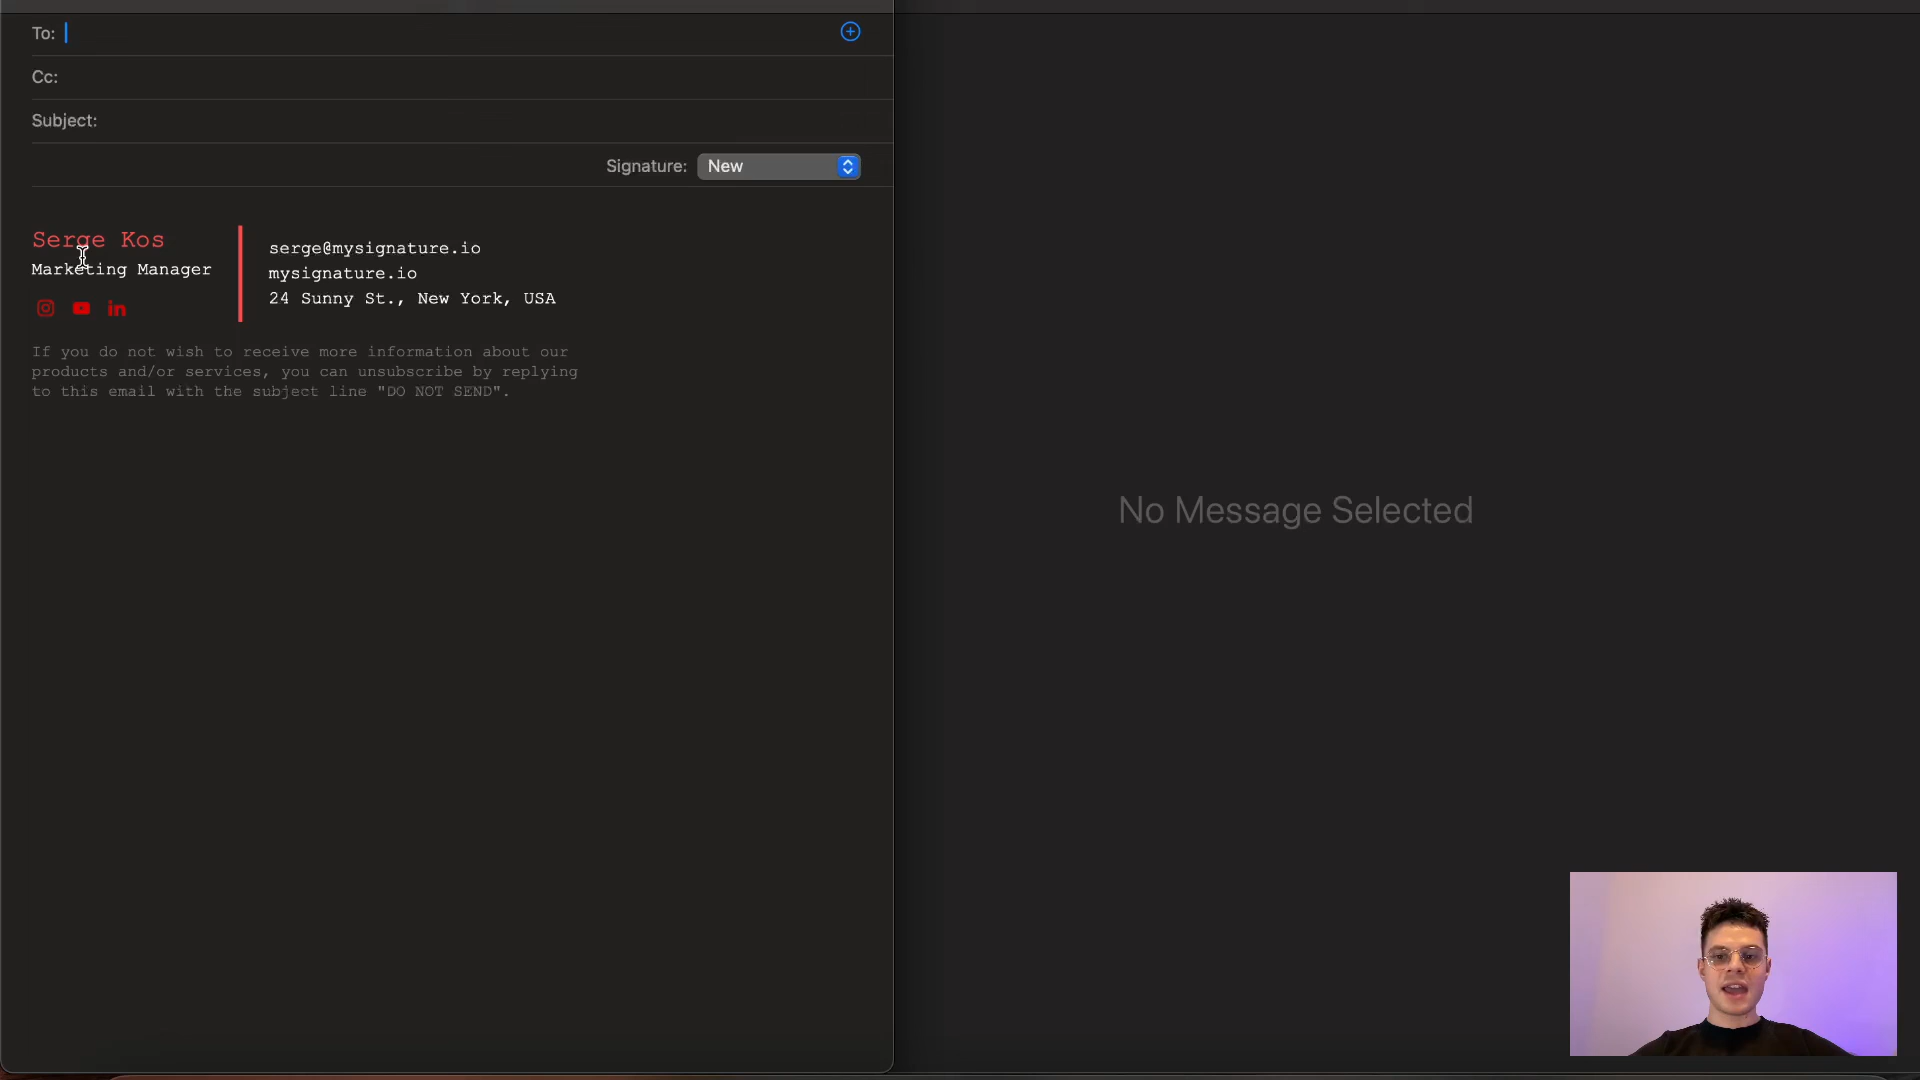 To:
Cc:
Subject:
Signature: New
Serge Kos
Marketing Manager
serge@mysignature.io
mysignature.io
24 Sunny St., New York, USA
in
If you do not wish to receive more information about our
products and/or services, you can unsubscribe by replying
to this email with the subject line "DO NOT SEND".
No Message Selected